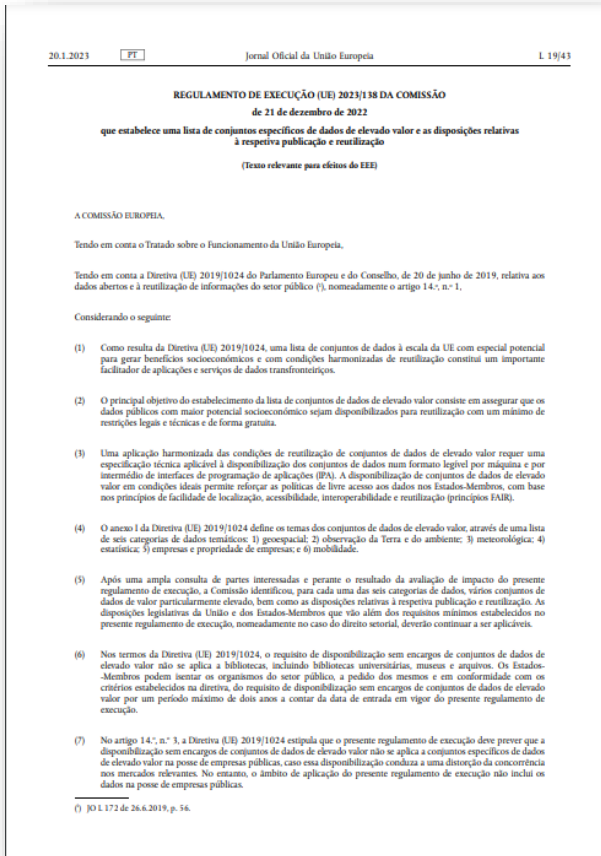 20.1.2023 PT Jornal Oficial da União Europeia L 19/43
REGULAMENTO DE EXECUÇÃO (UE) 2023/138 DA COMISSÃO
de 21 de dezembro de 2022
que estabelece uma lista de conjuntos específicos de dados de elevado valor e as disposições relativas
à respetiva publicação e reutilização
(Texto relevante para efeitos do EEE)
A COMISSÃO EUROPEIA,
Tendo em conta o Tratado sobre o Funcionamento da União Europeia,
Tendo em conta a Diretiva (UE) 2019/1024 do Parlamento Europeu e do Conselho, de 20 de junho de 2019, relativa aos
dados abertos e à reutilização de informações do setor público (¹), nomeadamente o artigo 14.º, n.º 1,
Considerando o seguinte:
(1) Como resulta da Diretiva (UE) 2019/1024, uma lista de conjuntos de dados à escala da UE com especial potencial
para gerar benefícios socioeconómicos e com condições harmonizadas de reutilização constitui um importante
facilitador de aplicações e serviços de dados transfronteiriços.
(2) O principal objetivo do estabelecimento da lista de conjuntos de dados de elevado valor consiste em assegurar que os
dados públicos com maior potencial socioeconómico sejam disponibilizados para reutilização com um mínimo de
restrições legais e técnicas e de forma gratuita.
(3) Uma aplicação harmonizada das condições de reutilização de conjuntos de dados de elevado valor requer uma
especificação técnica aplicável à disponibilização dos conjuntos de dados num formato legível por máquina e por
intermédio de interfaces de programação de aplicações (IPA). A disponibilização de conjuntos de dados de elevado
valor em condições ideais permite reforçar as políticas de livre acesso aos dados nos Estados-Membros, com base
nos princípios de facilidade de localização, acessibilidade, interoperabilidade e reutilização (princípios FAIR).
(4) O anexo I da Diretiva (UE) 2019/1024 define os temas dos conjuntos de dados de elevado valor, através de uma lista
de seis categorias de dados temáticos: 1) geoespacial; 2) observação da Terra e do ambiente; 3) meteorológica; 4)
estatística; 5) empresas e propriedade de empresas; e 6) mobilidade.
(5) Após uma ampla consulta de partes interessadas e perante o resultado da avaliação de impacto do presente
regulamento de execução, a Comissão identificou, para cada uma das seis categorias de dados, vários conjuntos de
dados de valor particularmente elevado, bem como as disposições relativas à respetiva publicação e reutilização. As
disposições legislativas da União e dos Estados-Membros que vão além dos requisitos mínimos estabelecidos no
presente regulamento de execução, nomeadamente no caso do direito setorial, deverão continuar a ser aplicáveis.
(6) Nos termos da Diretiva (UE) 2019/1024, o requisito de disponibilização sem encargos de conjuntos de dados de
elevado valor não se aplica a bibliotecas, incluindo bibliotecas universitárias, museus e arquivos. Os Estados-
-Membros podem isentar os organismos do setor público, a pedido dos mesmos e em conformidade com os
critérios estabelecidos na diretiva, do requisito de disponibilização sem encargos de conjuntos de dados de elevado
valor por um período máximo de dois anos a contar da data de entrada em vigor do presente regulamento de
execução.
(7) No artigo 14.º, n.º 3, a Diretiva (UE) 2019/1024 estipula que o presente regulamento de execução deve prever que a
disponibilização sem encargos de conjuntos de dados de elevado valor não se aplica a conjuntos específicos de dados
de elevado valor na posse de empresas públicas, caso essa disponibilização conduza a uma distorção da concorrência
nos mercados relevantes. No entanto, o âmbito de aplicação do presente regulamento de execução não inclui os
dados na posse de empresas públicas.
(¹) JO L 172 de 26.6.2019, p. 56.